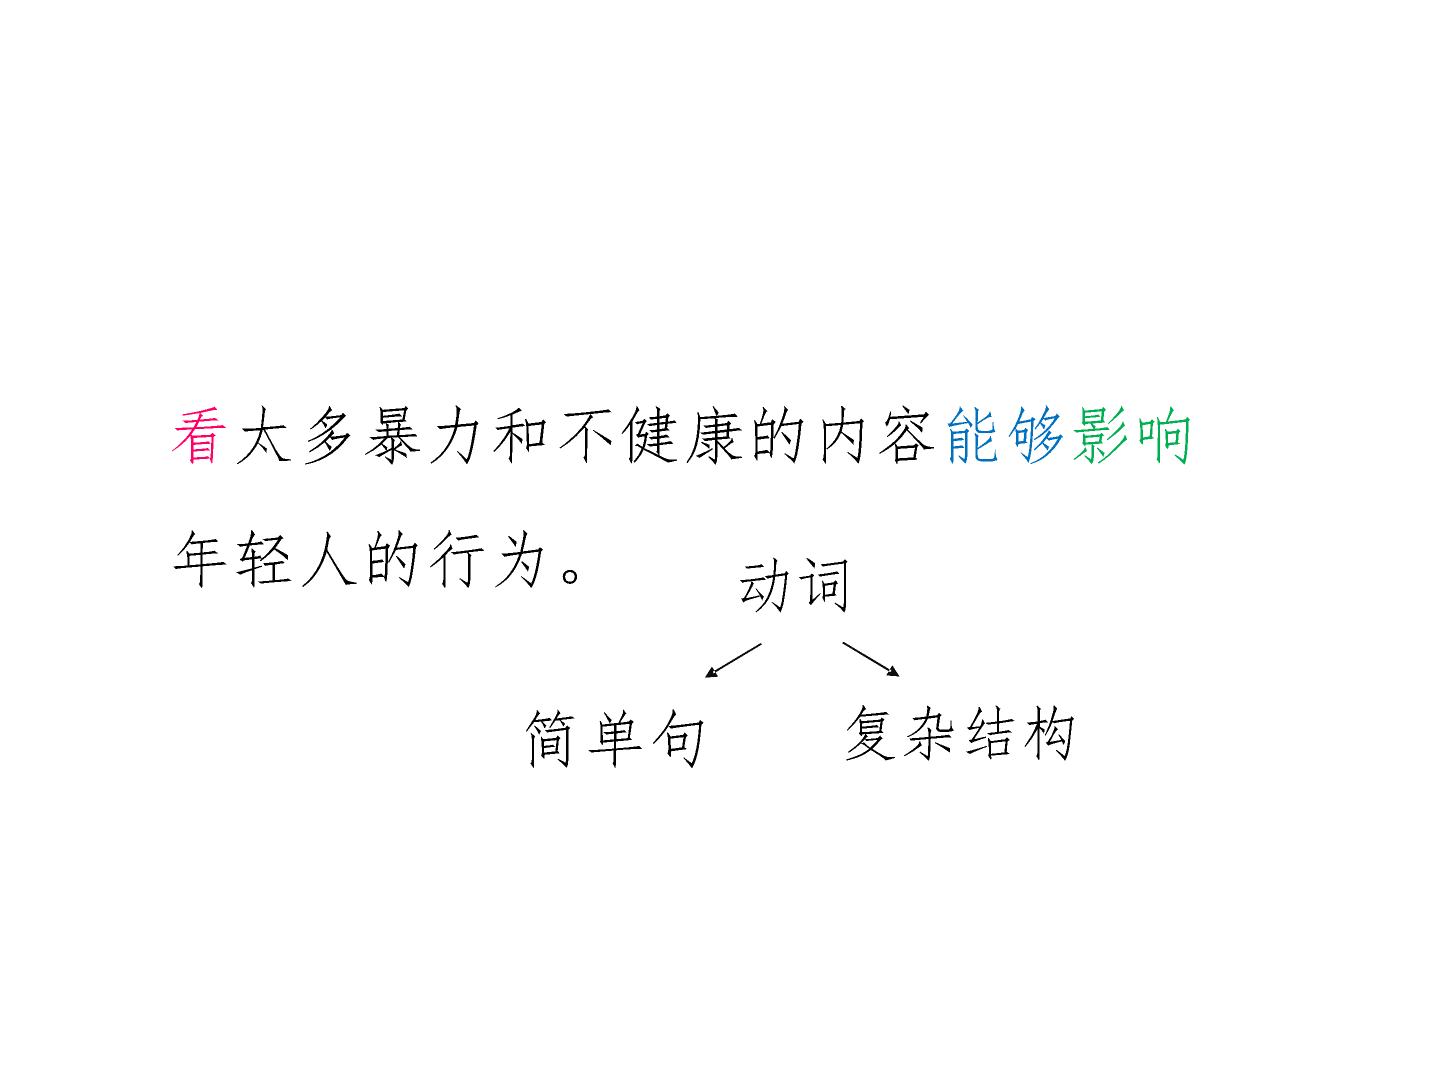 看太多暴力和不健康的内容能够影响
年轻人的行为。
动词
简单句
复杂结构